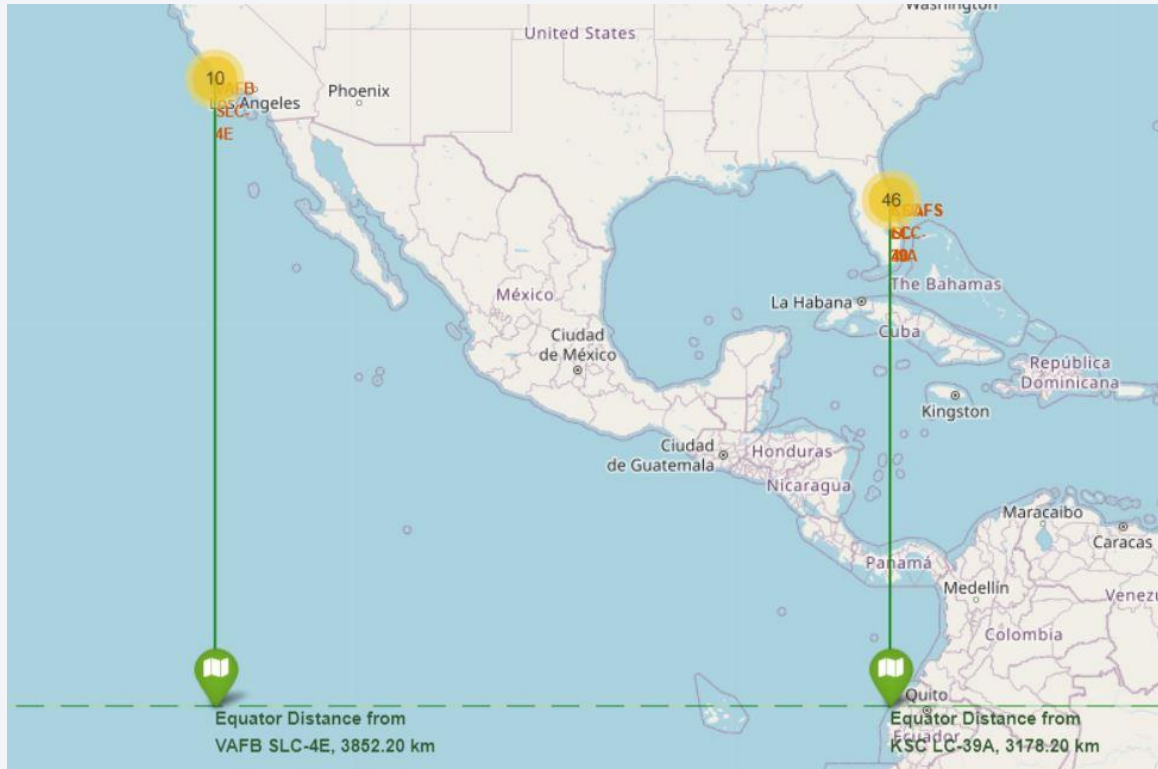 Washington
United States
10
VAFB
Los Angeles
SLC-
4E
Phoenix
46
México
Ciudad
de México
The Bahamas
La Habana
Cuba
República
Dominicana
Kingston
Ciudad
de Guatemala
Honduras
Nicaragua
Maracaibo
Caracas
Panamá
Medellín
Venezu
Colombia
Quito
Ecuador
Equator Distance from
VAFB SLC-4E, 3852.20 km
Equator Distance from
KSC LC-39A, 3178.20 km